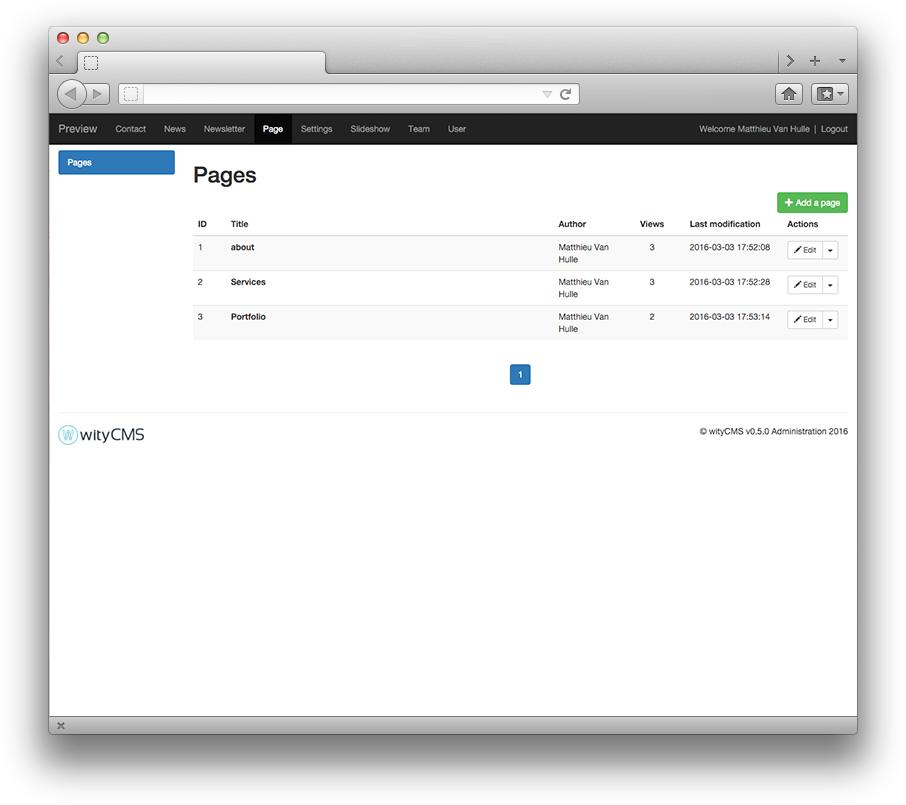 Preview Contact News Newsletter Page Settings Slideshow Team User Welcome Matthieu Van Hulle | Logout
Pages
Pages
+ Add a page
ID Title Author Views Last modification Actions
1 about Matthieu Van Hulle 3 2016-03-03 17:52:08 Edit
2 Services Matthieu Van Hulle 3 2016-03-03 17:52:28 Edit
3 Portfolio Matthieu Van Hulle 2 2016-03-03 17:53:14 Edit
1
W wityCMS © wityCMS v0.5.0 Administration 2016